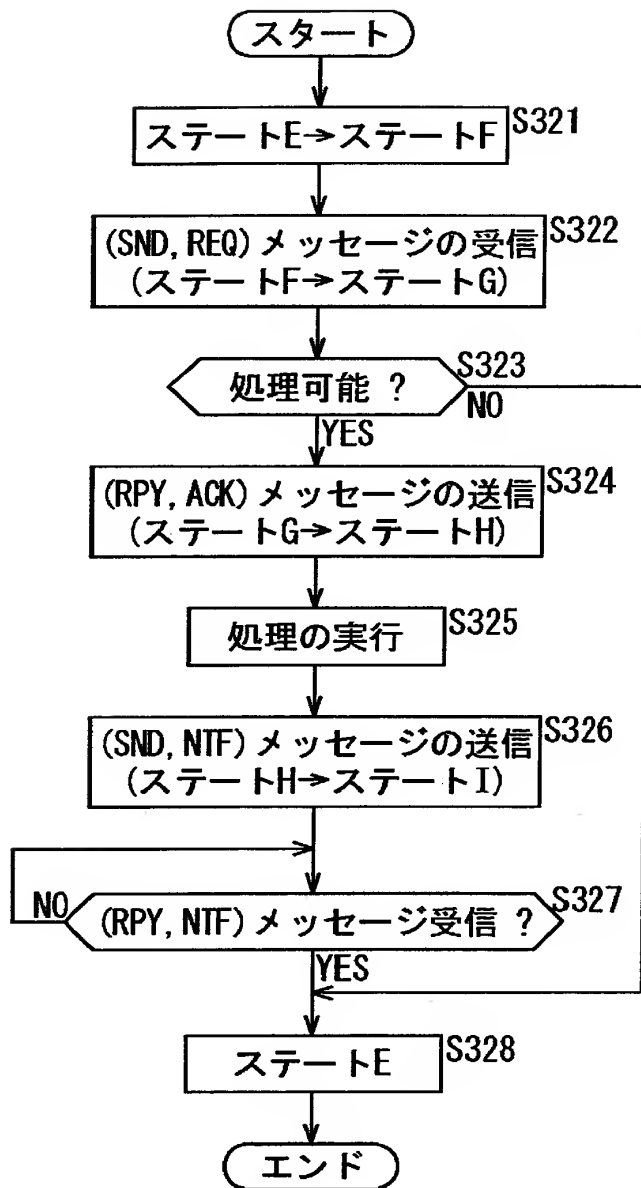 スタート
ステートE→ステートF
S321
(SND, REQ)メッセージの受信
(ステートF→ステートG)
S322
処理可能 ?
S323
NO
YES
(RPY, ACK)メッセージの送信
(ステートG→ステートH)
S324
処理の実行
S325
(SND, NTF)メッセージの送信
(ステートH→ステートI)
S326
NO
(RPY, NTF)メッセージ受信 ?
S327
YES
ステートE
S328
エンド